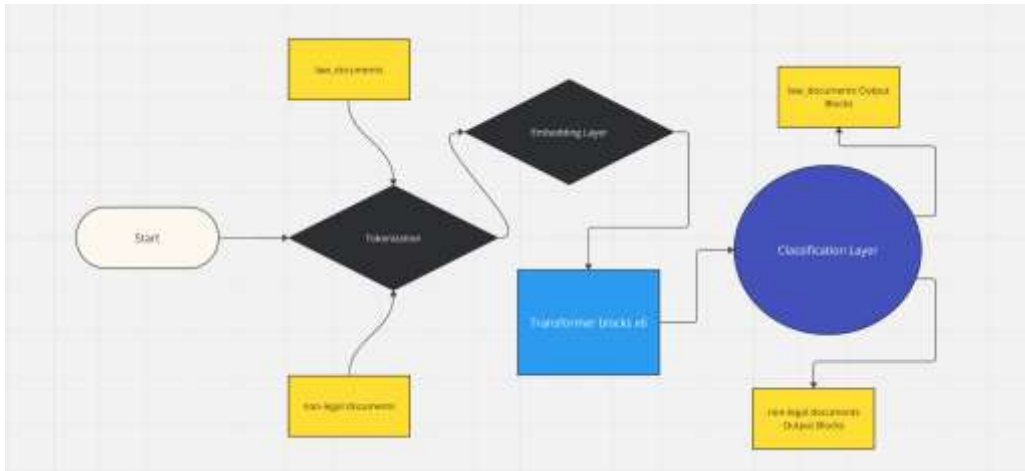 law_documents
Embedding Layer
law_documents Output
Blocks
Start
Tokenization
Classification Layer
Transformer blocks x6
non-legal documents
non-legal documents
Output Blocks